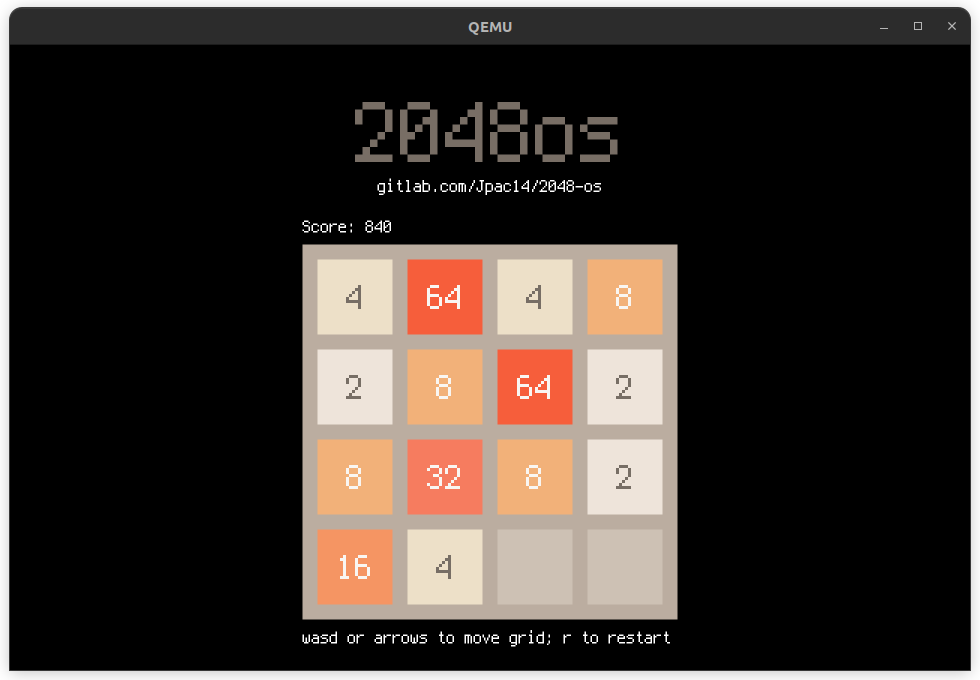 QEMU
2048os
gitlab.com/Jpac14/2048-os
Score: 840
4 64 4 8
2 8 64 2
8 32 8 2
16 4
wasd or arrows to move grid; r to restart